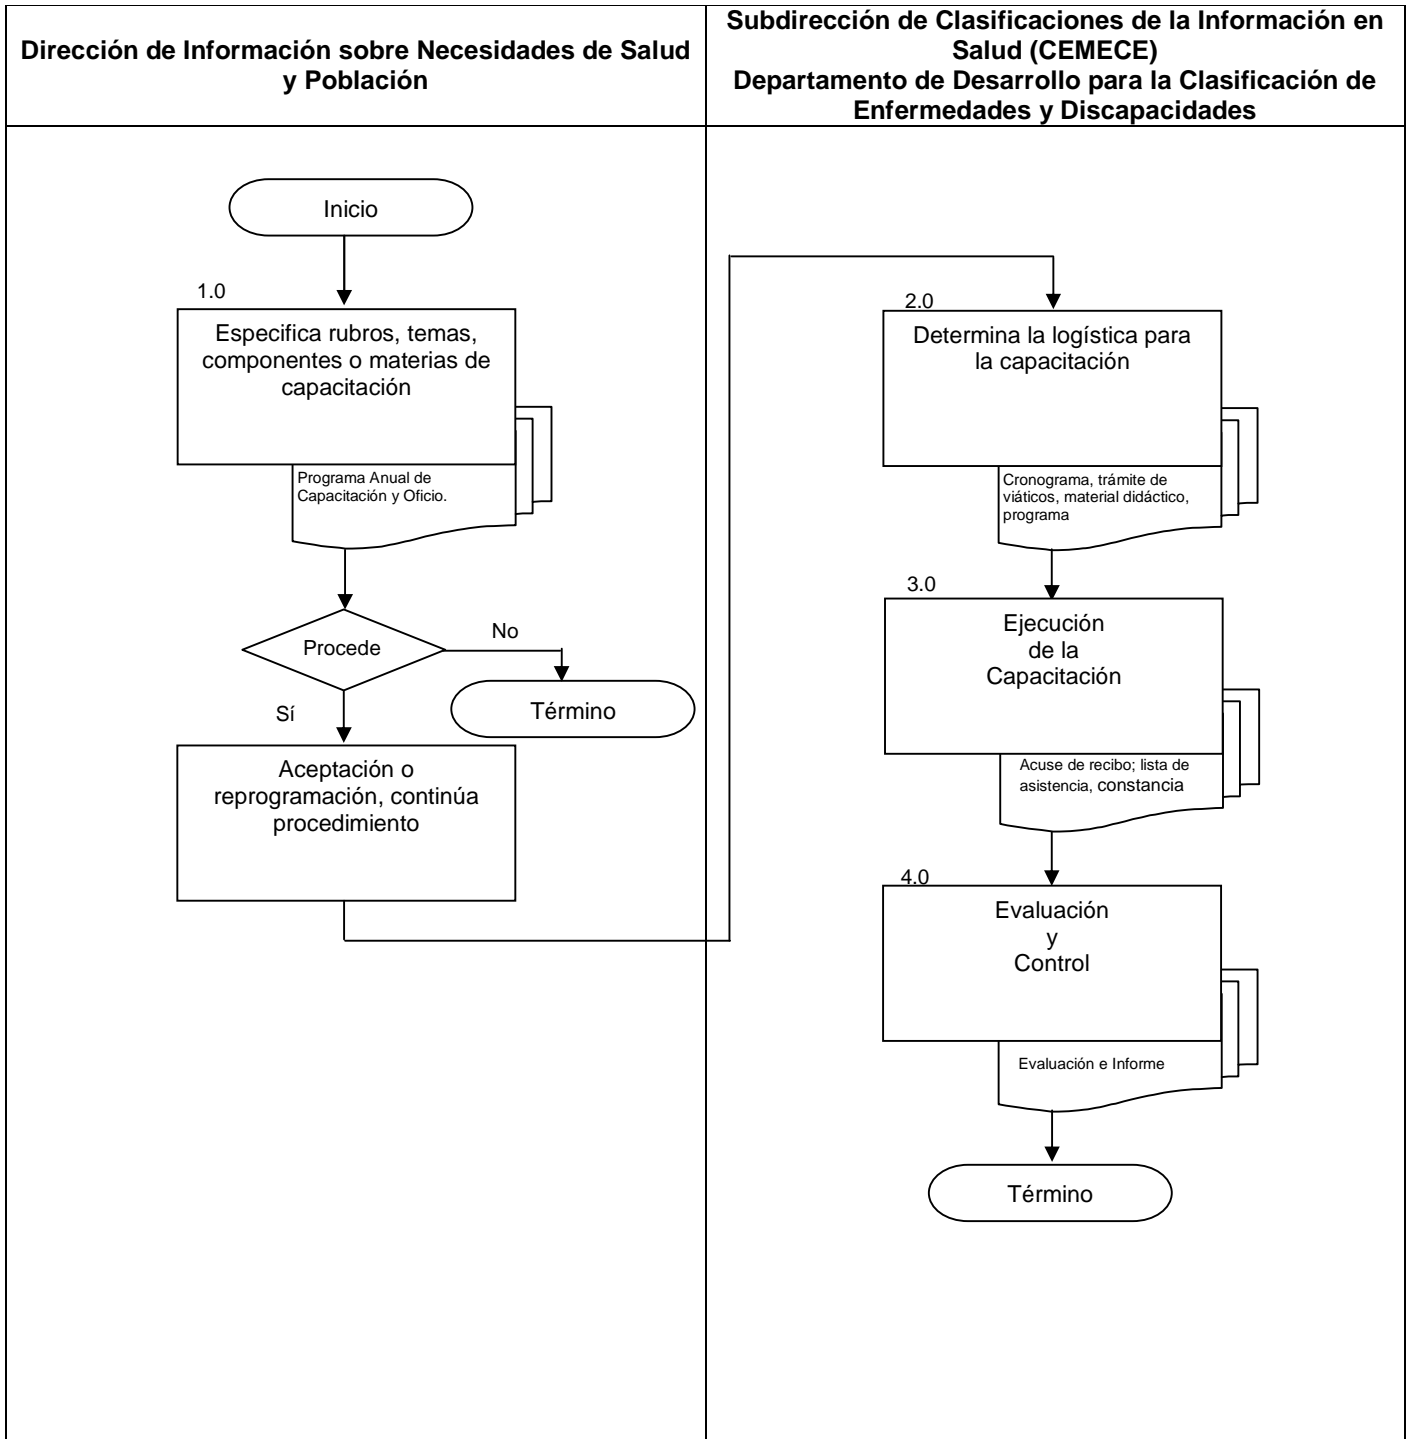 Dirección de Información sobre Necesidades de Salud
y Población
Subdirección de Clasificaciones de la Información en
Salud (CEMECE)
Departamento de Desarrollo para la Clasificación de
Enfermedades y Discapacidades
Inicio
1.0
Especifica rubros, temas,
componentes o materias de
capacitación
Programa Anual de
Capacitación y Oficio.
Procede
No
Término
Sí
Aceptación o
reprogramación, continúa
procedimiento
2.0
Determina la logística para
la capacitación
Cronograma, trámite de
viáticos, material didáctico,
programa
3.0
Ejecución
de la
Capacitación
Acuse de recibo; lista de
asistencia, constancia
4.0
Evaluación
y
Control
Evaluación e Informe
Término